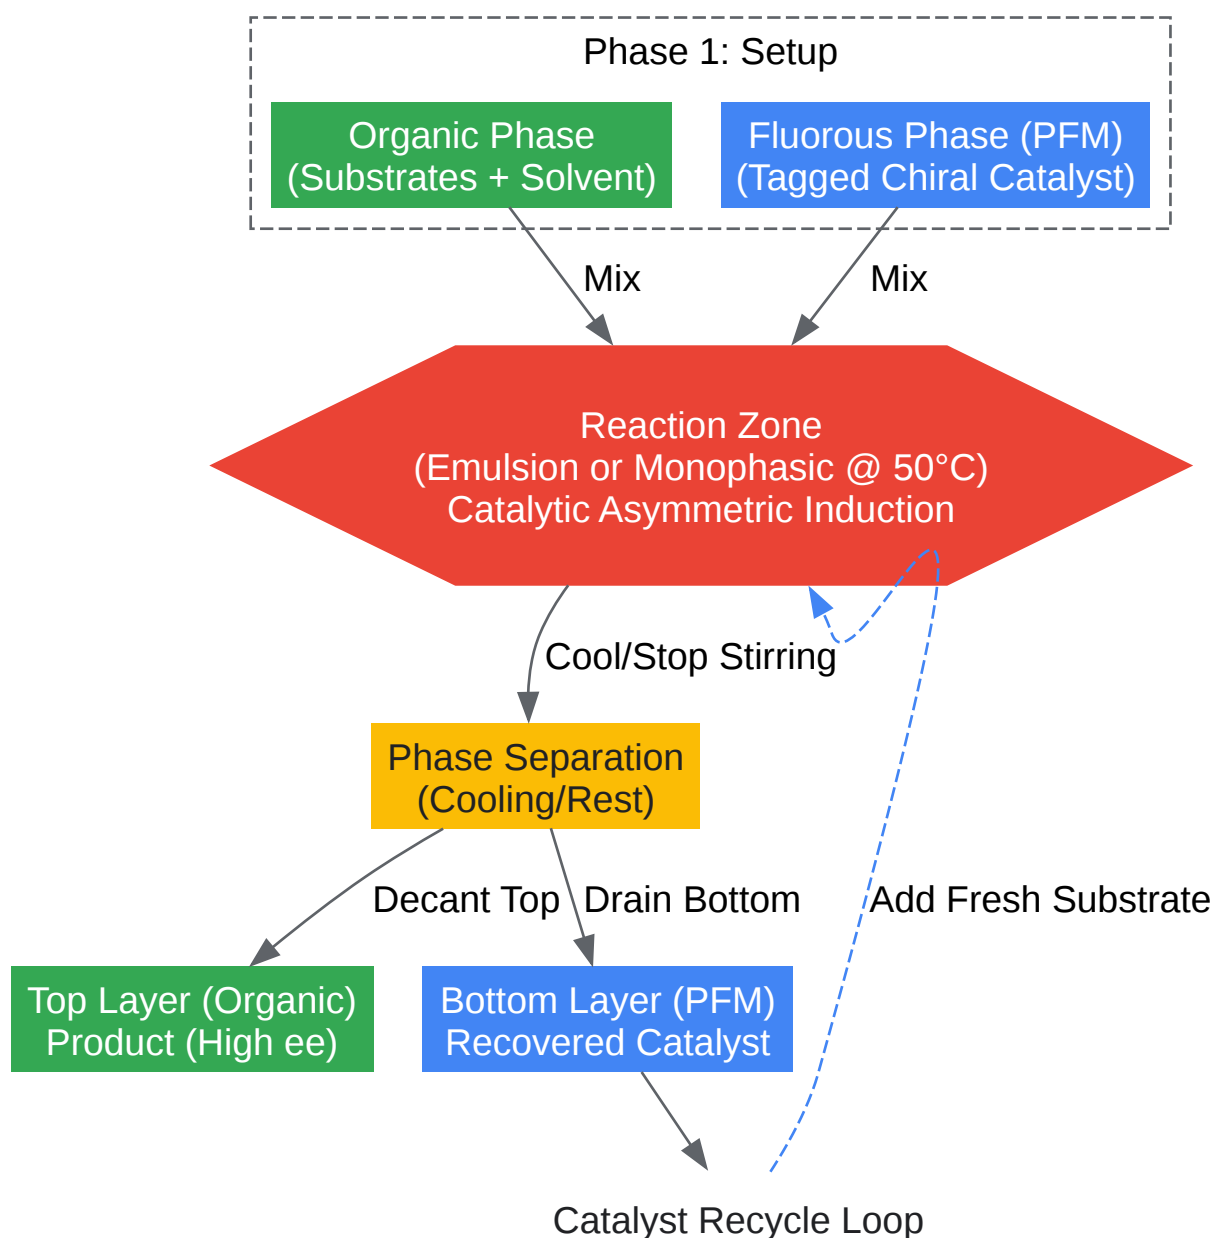 Phase 1: Setup
Organic Phase
(Substrates + Solvent)
Fluorous Phase (PFM)
(Tagged Chiral Catalyst)
Mix
Mix
Reaction Zone
(Emulsion or Monophasic @ 50°C)
Catalytic Asymmetric Induction
Cool/Stop Stirring
Phase Separation
(Cooling/Rest)
Decant Top
Drain Bottom
Add Fresh Substrate
Top Layer (Organic)
Product (High ee)
Bottom Layer (PFM)
Recovered Catalyst
Catalyst Recycle Loop